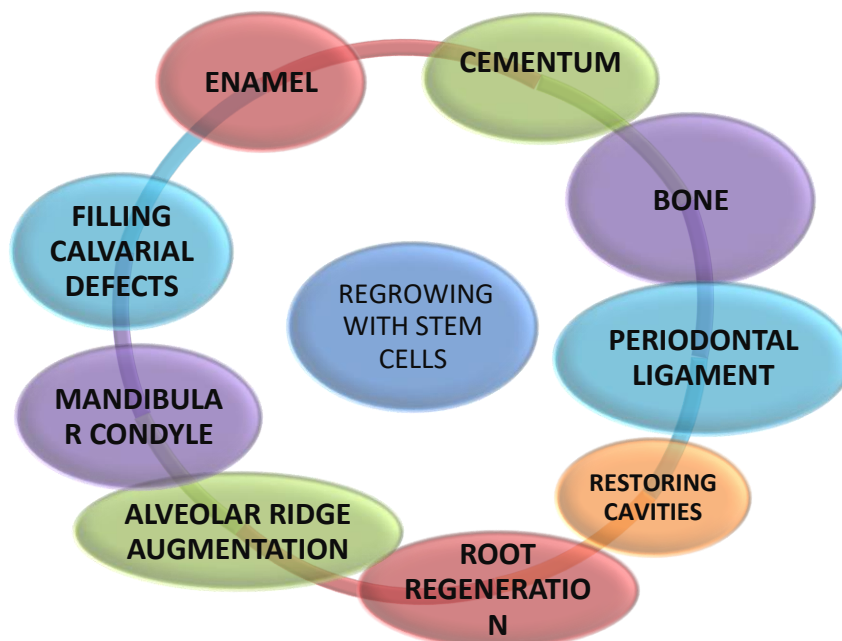 ENAMEL
CEMENTUM
BONE
PERIODONTAL
LIGAMENT
RESTORING
CAVITIES
ROOT
REGENERATIO
N
ALVEOLAR RIDGE
AUGMENTATION
MANDIBULA
R CONDYLE
FILLING
CALVARIAL
DEFECTS
REGROWING
WITH STEM
CELLS